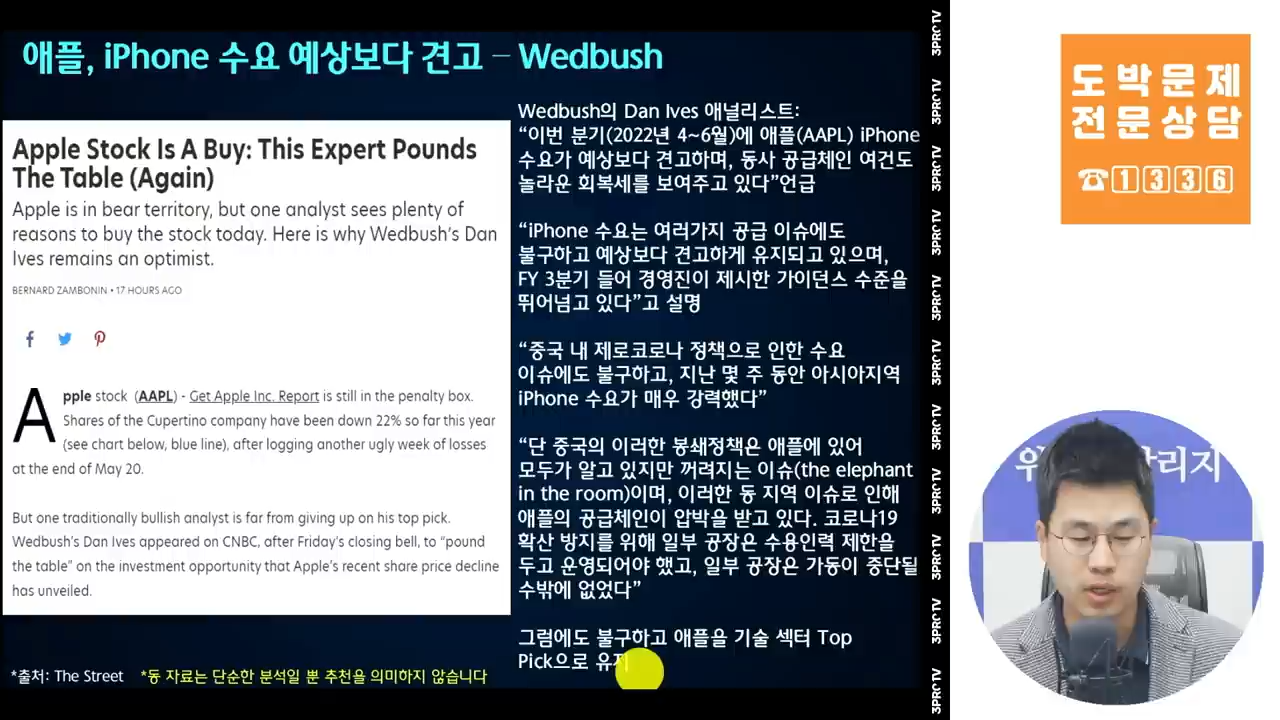 애플, iPhone 수요 예상보다 견고 – Wedbush
Apple Stock Is A Buy: This Expert Pounds
The Table (Again)
Apple is in bear territory, but one analyst sees plenty of
reasons to buy the stock today. Here is why Wedbush's Dan
Ives remains an optimist.
BERNARD ZAMBONIN • 17 HOURS AGO
Apple stock (AAPL) - Get Apple Inc. Report is still in the penalty box.
Shares of the Cupertino company have been down 22% so far this year
(see chart below, blue line), after logging another ugly week of losses
at the end of May 20.
But one traditionally bullish analyst is far from giving up on his top pick.
Wedbush's Dan Ives appeared on CNBC, after Friday's closing bell, to “pound
the table” on the investment opportunity that Apple's recent share price decline
has unveiled.
*출처: The Street *동 자료는 단순한 분석일 뿐 추천을 의미하지 않습니다
Wedbush의 Dan Ives 애널리스트:
“이번 분기(2022년 4~6월)에 애플(AAPL) iPhone
수요가 예상보다 견고하며, 동사 공급체인 여건도
놀라운 회복세를 보여주고 있다”언급
“iPhone 수요는 여러가지 공급 이슈에도
불구하고 예상보다 견고하게 유지되고 있으며,
FY 3분기 들어 경영진이 제시한 가이던스 수준을
뛰어넘고 있다”고 설명
“중국 내 제로코로나 정책으로 인한 수요
이슈에도 불구하고, 지난 몇 주 동안 아시아지역
iPhone 수요가 매우 강력했다”
“단 중국의 이러한 봉쇄정책은 애플에 있어
모두가 알고 있지만 꺼려지는 이슈(the elephant
in the room)이며, 이러한 동 지역 이슈로 인해
애플의 공급체인이 압박을 받고 있다. 코로나19
확산 방지를 위해 일부 공장은 수용인력 제한을
두고 운영되어야 했고, 일부 공장은 가동이 중단될
수밖에 없었다”
그럼에도 불구하고 애플을 기술 섹터 Top
Pick으로 유지
3PROTV
3PROTV
3PROTV
3PROTV
3PROTV
3PROTV
3PROTV
3PROTV
3PROTV
3PROTV
3PROTV
도박문제
전문상담
☎1336